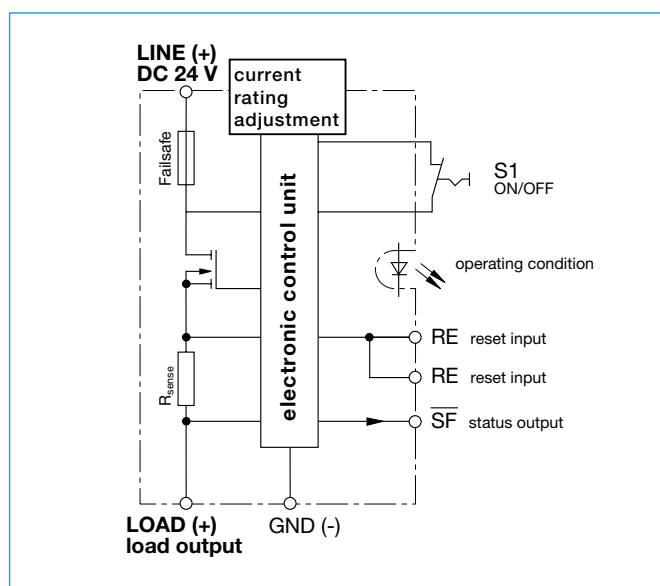 LINE (+)
DC 24 V
current
rating
adjustment
Failsafe
electronic control unit
S1
ON/OFF
operating condition
RE reset input
RE reset input
Rsense
SF status output
LOAD (+)
load output
GND (-)